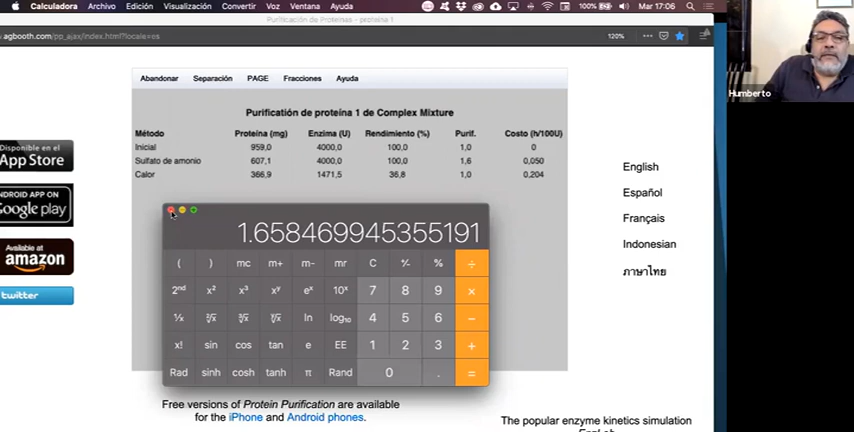 Calculadora Archivo Edición Visualización Convertir Ventana Ayuda 100% Mar 17:06
Purificación de Proteínas - proteína 1
w.agbooth.com/pp_ajax/index.html?locale=es 120%
Humberto
Abandonar Separación PAGE Fracciones Ayuda
Purificatión de proteína 1 de Complex Mixture
Método Proteína (mg) Enzima (U) Rendimiento (%) Purif. Costo (h/100U)
Inicial 959,0 4000,0 100,0 1,0 0
Sulfato de amonio 607,1 4000,0 100,0 1,6 0,050
Calor 366,9 1471,5 36,8 1,0 0,204
Disponible en el
App Store
ANDROID APP ON
Google play
Available at
amazon
twitter
English
Español
Français
Indonesian
ภาษาไทย
1.658469945355191
( ) mc m+ m- mr C +/- % ÷
2nd x² x³ xʸ eˣ 10ˣ 7 8 9 ×
1/x ²√x ³√x ʸ√x ln log₁₀ 4 5 6 −
x! sin cos tan e EE 1 2 3 +
Rad sinh cosh tanh π Rand 0 . =
Free versions of Protein Purification are available
for the iPhone and Android phones.
The popular enzyme kinetics simulation